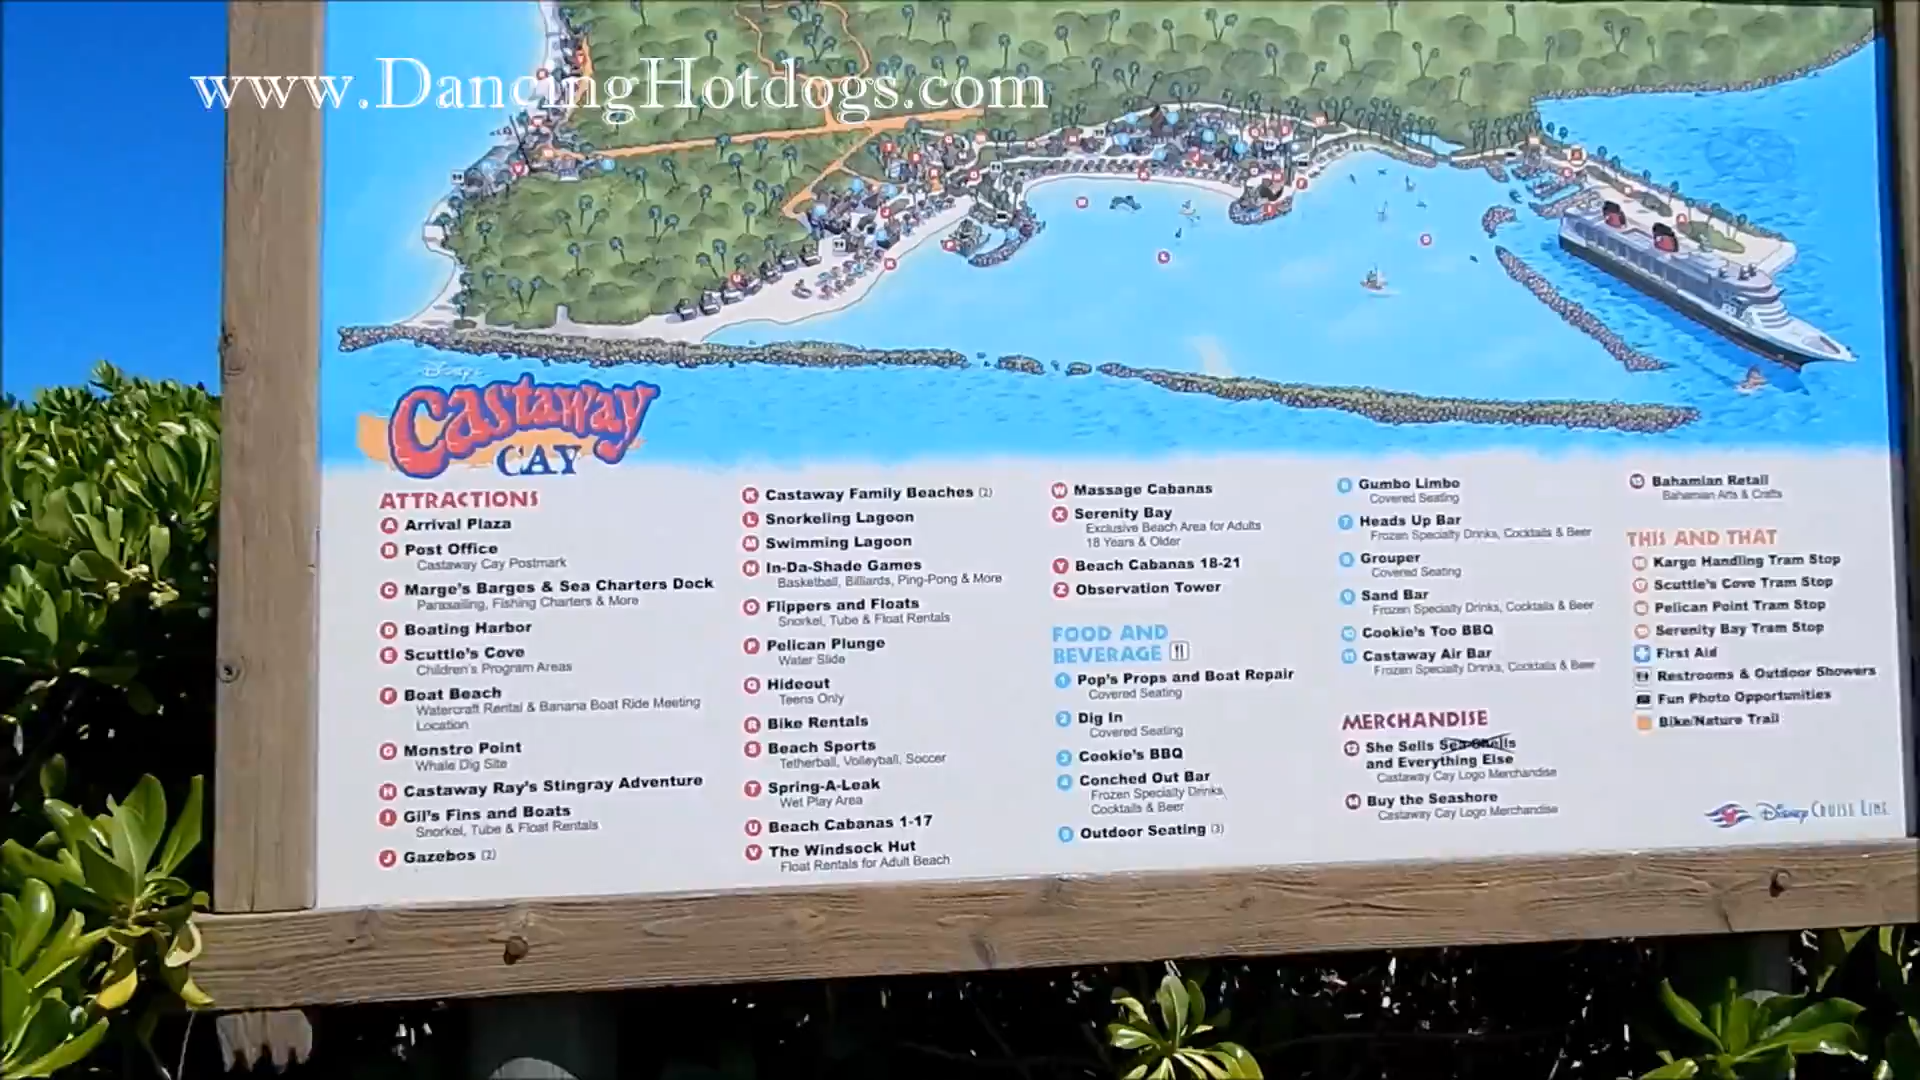 www.DancingHotdogs.com
Disney's
Castaway
CAY
ATTRACTIONS
A Arrival Plaza
B Post Office
Castaway Cay Postmark
C Marge's Barges & Sea Charters Dock
Parasailing, Fishing Charters & More
D Boating Harbor
E Scuttle's Cove
Children's Program Areas
F Boat Beach
Watercraft Rental & Banana Boat Ride Meeting
Location
G Monstro Point
Whale Dig Site
H Castaway Ray's Stingray Adventure
I Gil's Fins and Boats
Snorkel, Tube & Float Rentals
J Gazebos (2)
K Castaway Family Beaches (2)
L Snorkeling Lagoon
M Swimming Lagoon
N In-Da-Shade Games
Basketball, Billiards, Ping-Pong & More
O Flippers and Floats
Snorkel, Tube & Float Rentals
P Pelican Plunge
Water Slide
Q Hideout
Teens Only
R Bike Rentals
S Beach Sports
Tetherball, Volleyball, Soccer
T Spring-A-Leak
Wet Play Area
U Beach Cabanas 1-17
V The Windsock Hut
Float Rentals for Adult Beach
W Massage Cabanas
X Serenity Bay
Exclusive Beach Area for Adults
18 Years & Older
Y Beach Cabanas 18-21
Z Observation Tower
FOOD AND
BEVERAGE
1 Pop's Props and Boat Repair
Covered Seating
2 Dig In
Covered Seating
3 Cookie's BBQ
4 Conched Out Bar
Frozen Specialty Drinks,
Cocktails & Beer
5 Outdoor Seating (3)
6 Gumbo Limbo
Covered Seating
7 Heads Up Bar
Frozen Specialty Drinks, Cocktails & Beer
8 Grouper
Covered Seating
9 Sand Bar
Frozen Specialty Drinks, Cocktails & Beer
10 Cookie's Too BBQ
11 Castaway Air Bar
Frozen Specialty Drinks, Cocktails & Beer
MERCHANDISE
12 She Sells Sea Shells
and Everything Else
Castaway Cay Logo Merchandise
14 Buy the Seashore
Castaway Cay Logo Merchandise
Bahamian Retail
Bahamian Arts & Crafts
THIS AND THAT
Kargo Handling Tram Stop
Scuttle's Cove Tram Stop
Pelican Point Tram Stop
Serenity Bay Tram Stop
First Aid
Restrooms & Outdoor Showers
Fun Photo Opportunities
Bike/Nature Trail
Disney CRUISE LINE